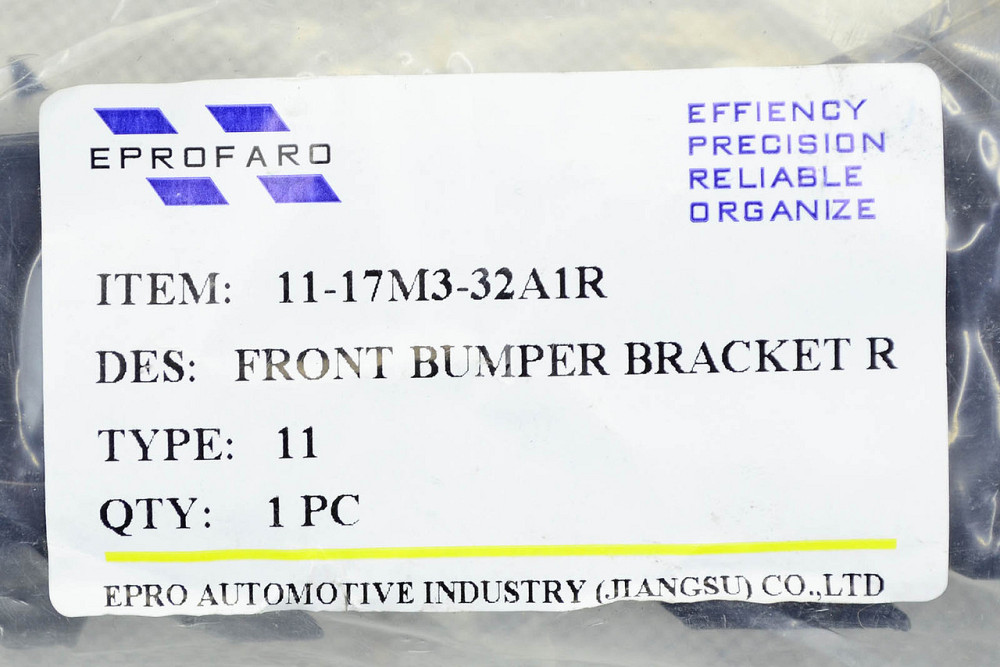 EPROFARO
EFFIENCY
PRECISION
RELIABLE
ORGANIZE
ITEM: 11-17M3-32A1R
DES: FRONT BUMPER BRACKET R
TYPE: 11
QTY: 1 PC
EPRO AUTOMOTIVE INDUSTRY (JIANGSU) CO.,LTD